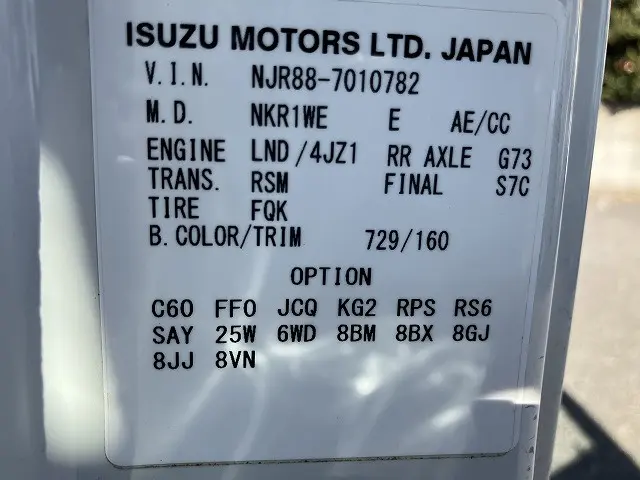 ISUZU MOTORS LTD. JAPAN
V.I.N. NJR88-7010782
M.D. NKR1WE E AE/CC
ENGINE LND/4JZ1 RR AXLE G73
TRANS. RSM FINAL S7C
TIRE FQK
B.COLOR/TRIM 729/160
OPTION
C60 FF0 JCQ KG2 RPS RS6
SAY 25W 6WD 8BM 8BX 8GJ
8JJ 8VN